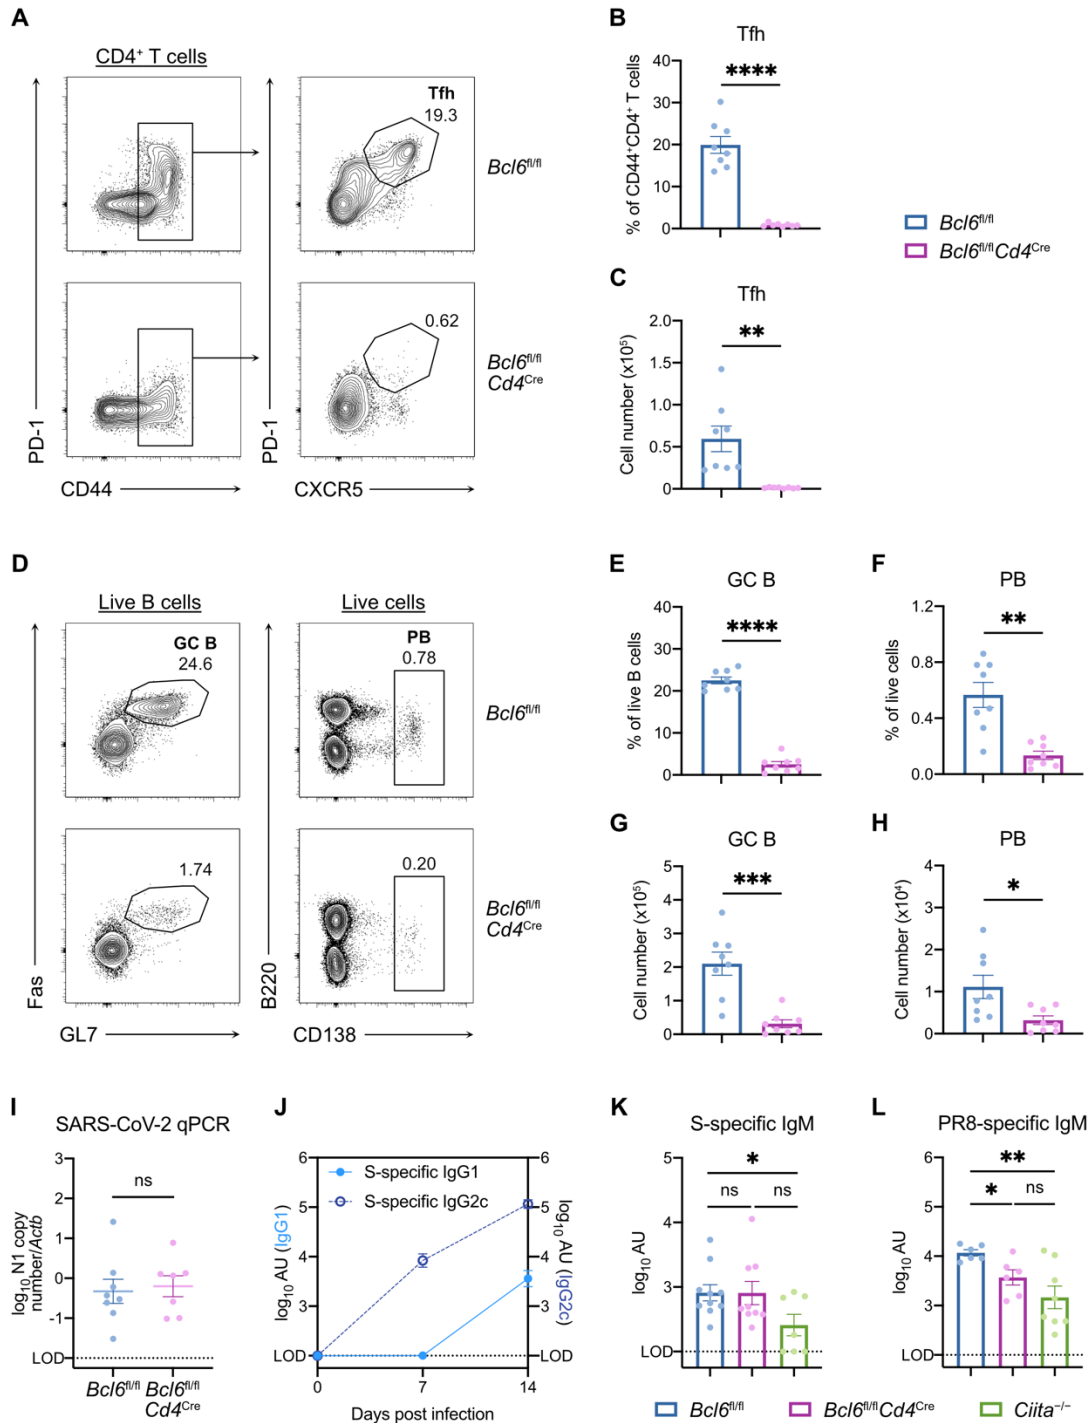 A
CD4⁺ T cells
PD-1
CD44
Tfh
19.3
Bcl6fl/fl
0.62
Bcl6fl/fl
Cd4Cre
PD-1
CXCR5
B
Tfh
% of CD44⁺CD4⁺ T cells
40
30
20
10
0
****
Bcl6fl/fl
Bcl6fl/flCd4Cre
C
Tfh
Cell number (x10⁵)
2.0
1.5
1.0
0.5
0
**
D
Live B cells
Live cells
GC B
24.6
PB
0.78
Bcl6fl/fl
1.74
0.20
Bcl6fl/fl
Cd4Cre
Fas
GL7
B220
CD138
E
GC B
% of live B cells
40
30
20
10
0
****
F
PB
% of live cells
1.2
0.8
0.4
0.0
**
G
GC B
Cell number (x10⁵)
5
4
3
2
1
0
***
H
PB
Cell number (x10⁴)
4
3
2
1
0
*
I
SARS-CoV-2 qPCR
log₁₀ N1 copy
number/Actb
3
2
1
0
-1
LOD
ns
Bcl6fl/fl
Bcl6fl/fl
Cd4Cre
J
S-specific IgG1
S-specific IgG2c
log₁₀ AU (IgG1)
6
5
4
3
LOD
log₁₀ AU (IgG2c)
6
5
4
3
LOD
0
7
14
Days post infection
K
S-specific IgM
log₁₀ AU
5
4
3
LOD
*
ns
ns
L
PR8-specific IgM
log₁₀ AU
6
5
4
3
LOD
**
*
ns
Bcl6fl/fl
Bcl6fl/flCd4Cre
Ciita−/−